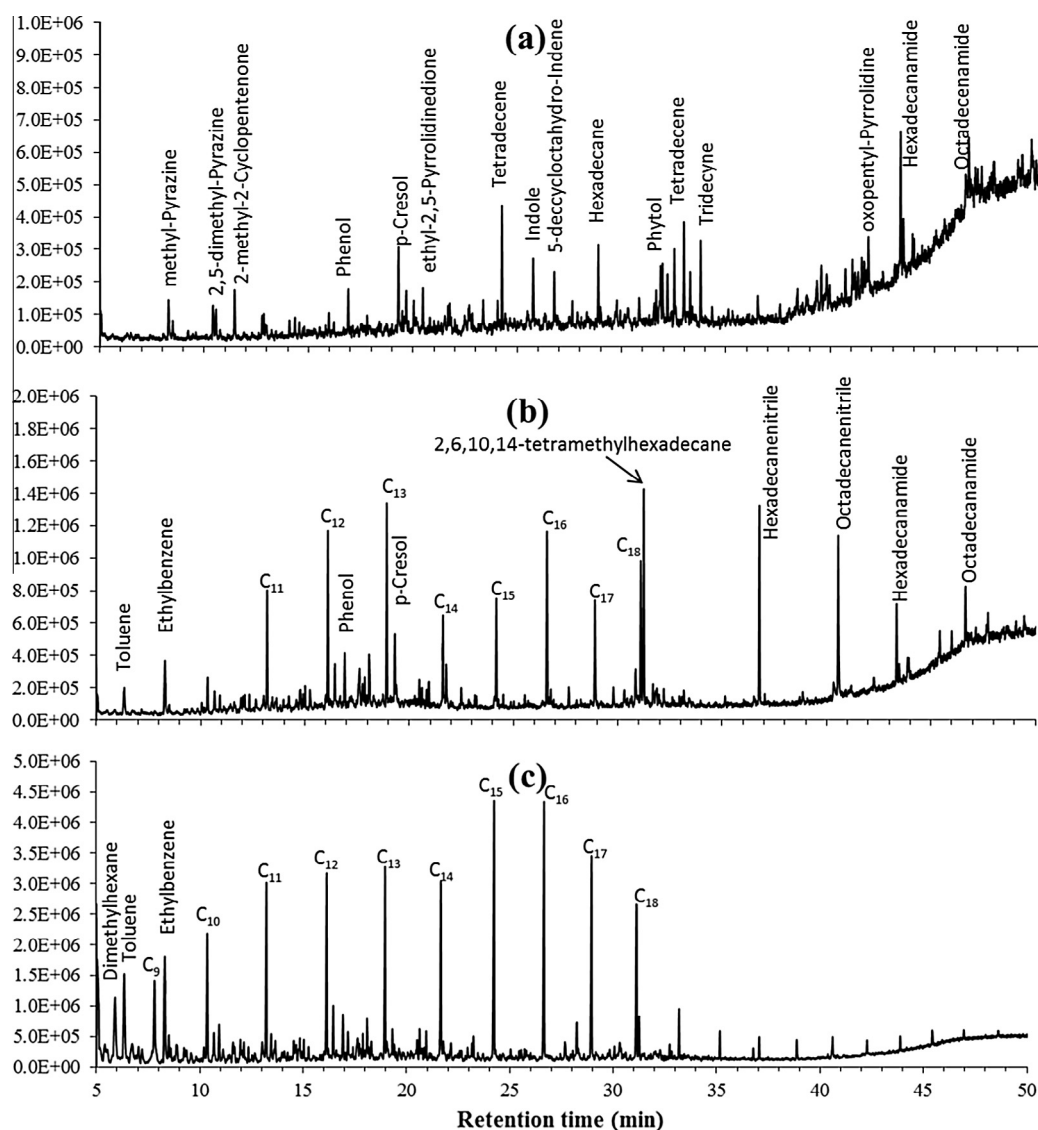 (a)
1.0E+06
9.0E+05
8.0E+05
7.0E+05
6.0E+05
5.0E+05
4.0E+05
3.0E+05
2.0E+05
1.0E+05
0.0E+00
methyl-Pyrazine
2,5-dimethyl-Pyrazine
2-methyl-2-Cyclopentenone
Phenol
p-Cresol
ethyl-2,5-Pyrrolidinedione
Tetradecene
Indole
5-deccycloctahydro-Indene
Hexadecane
Phytol
Tetradecene
Tridecyne
oxopentyl-Pyrrolidine
Hexadecanamide
Octadecenamide
(b)
2.0E+06
1.8E+06
1.6E+06
1.4E+06
1.2E+06
1.0E+06
8.0E+05
6.0E+05
4.0E+05
2.0E+05
0.0E+00
Toluene
Ethylbenzene
C11
C12
Phenol
C13
p-Cresol
C14
C15
C16
C17
C18
2,6,10,14-tetramethylhexadecane
Hexadecanenitrile
Octadecanenitrile
Hexadecanamide
Octadecanamide
(c)
5.0E+06
4.5E+06
4.0E+06
3.5E+06
3.0E+06
2.5E+06
2.0E+06
1.5E+06
1.0E+06
5.0E+05
0.0E+00
Dimethylhexane
Toluene
C9
Ethylbenzene
C10
C11
C12
C13
C14
C15
C16
C17
C18
5 10 15 20 25 30 35 40 45 50
Retention time (min)